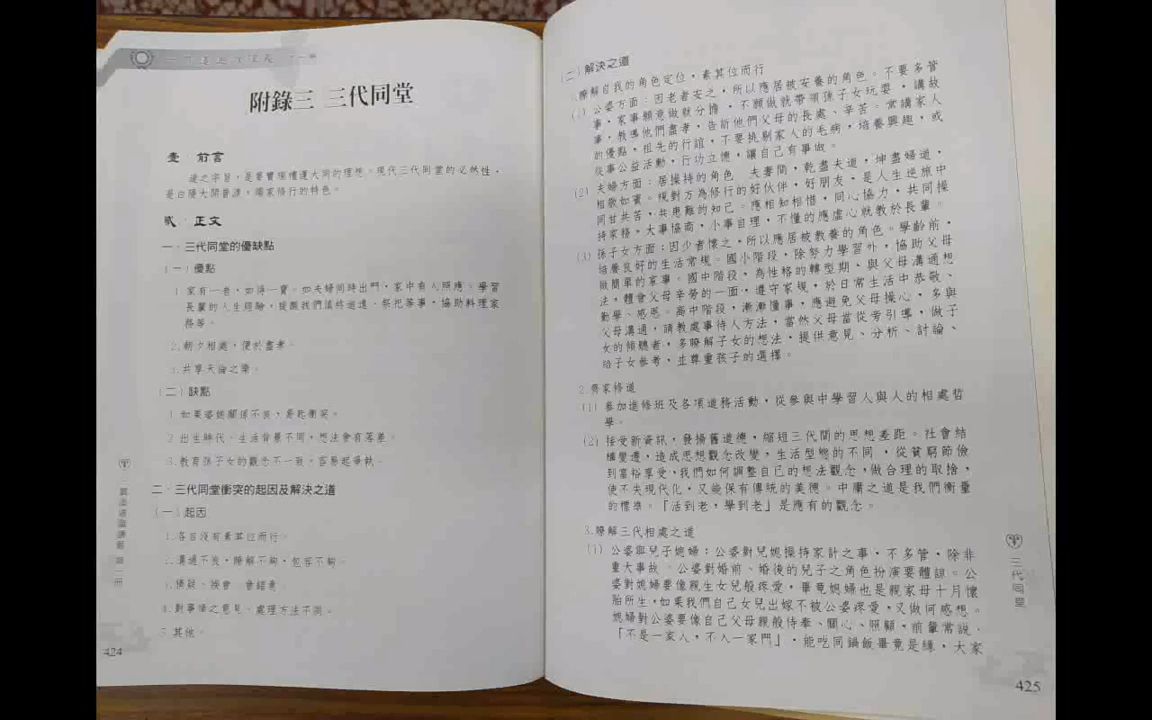 附錄三 三代同堂
壹、前言
道之宗旨，是要實現禮運大同的理想。現代三代同堂的必然性，
是白陽大開普渡，獨家修行的特色。
貳、正文
一、三代同堂的優缺點
（一）優點
1.家有一老，如得一寶。如夫婦同時出門，家中有人照應。學習
長輩的人生經驗，提醒我們慎終追遠、祭祀等事，協助料理家
務等。
2.朝夕相處，便於盡孝。
3.共享天倫之樂。
（二）缺點
1.如果婆媳關係不良，易起衝突。
2.出生時代、生活背景不同，想法會有落差。
3.教育孫子女的觀念不一致，容易起爭執。
二、三代同堂衝突的起因及解決之道
（一）起因
1.各自沒有素其位而行。
2.溝通不良，瞭解不夠，包容不夠。
4.對事情之意見、處理方法不同。
5.其他。
424
（二）解決之道
1.瞭解自我的角色定位，素其位而行
(1) 公婆方面：因老者安之，所以應居被安養的角色。不要多管
事，家事願意做就分擔，不願做就帶領孫子女玩耍，講故
事，教導他們盡孝，告訴他們父母的長處、辛苦。常講家人
的優點，祖先的行誼，不要挑剔家人的毛病，培養興趣，或
從事公益活動，行功立德，讓自己有事做。
(2) 夫婦方面：居操持的角色。夫妻間，乾盡夫道，坤盡婦道，
相敬如賓。視對方為修行的好伙伴，好朋友，是人生逆旅中
同甘共苦，共患難的知己。應相知相惜，同心協力，共同操
持家務。大事協商，小事自理，不懂的應虛心就教於長輩。
(3) 孫子女方面：因少者懷之，所以應居被教養的角色。學齡前，
培養良好的生活常規。國小階段，除努力學習外，協助父母
做簡單的家事。國中階段，為性格的轉型期、與父母溝通想
法，體會父母辛勞的一面，遵守家規，於日常生活中恭敬、
勤學、感恩。高中階段，漸漸懂事，應避免父母操心，多與
父母溝通，請教處事待人方法，當然父母當從旁引導，做子
女的傾聽者，多瞭解子女的想法，提供意見、分析、討論、
給子女參考，並尊重孩子的選擇。
2.齊家修道
(1) 參加進修班及各項道務活動，從參與中學習人與人的相處哲
學。
(2) 接受新資訊，發揚舊道德，縮短三代間的思想差距。社會結
構變遷，造成思想觀念改變，生活型態的不同，從貧窮節儉
到富裕享受，我們如何調整自己的想法觀念，做合理的取捨，
使不失現代化，又能保有傳統的美德。中庸之道是我們衡量
的標準。「活到老，學到老」是應有的觀念。
3.瞭解三代相處之道
(1) 公婆與兒子媳婦：公婆對兒媳操持家計之事，不多管，除非
重大事故。公婆對婚前、婚後的兒子之角色扮演要體諒。公
婆對媳婦要像親生女兒般疼愛，畢竟媳婦也是親家母十月懷
胎所生，如果我們自己女兒出嫁不被公婆疼愛，又做何感想。
媳婦對公婆要像自己父母親般侍奉、關心、照顧，前輩常說，
「不是一家人，不入一家門」，能吃同鍋飯畢竟是緣，大家
三代同堂
425